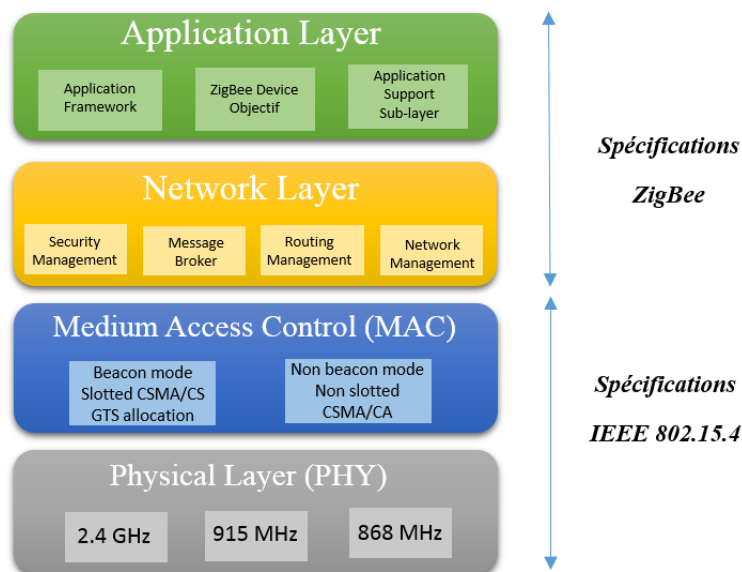 Application Layer
Application
Framework
ZigBee Device
Objectif
Application
Support
Sub-layer
Spécifications
ZigBee
Network Layer
Security
Management
Message
Broker
Routing
Management
Network
Management
Medium Access Control (MAC)
Beacon mode
Slotted CSMA/CS
GTS allocation
Non beacon mode
Non slotted
CSMA/CA
Spécifications
IEEE 802.15.4
Physical Layer (PHY)
2.4 GHz
915 MHz
868 MHz